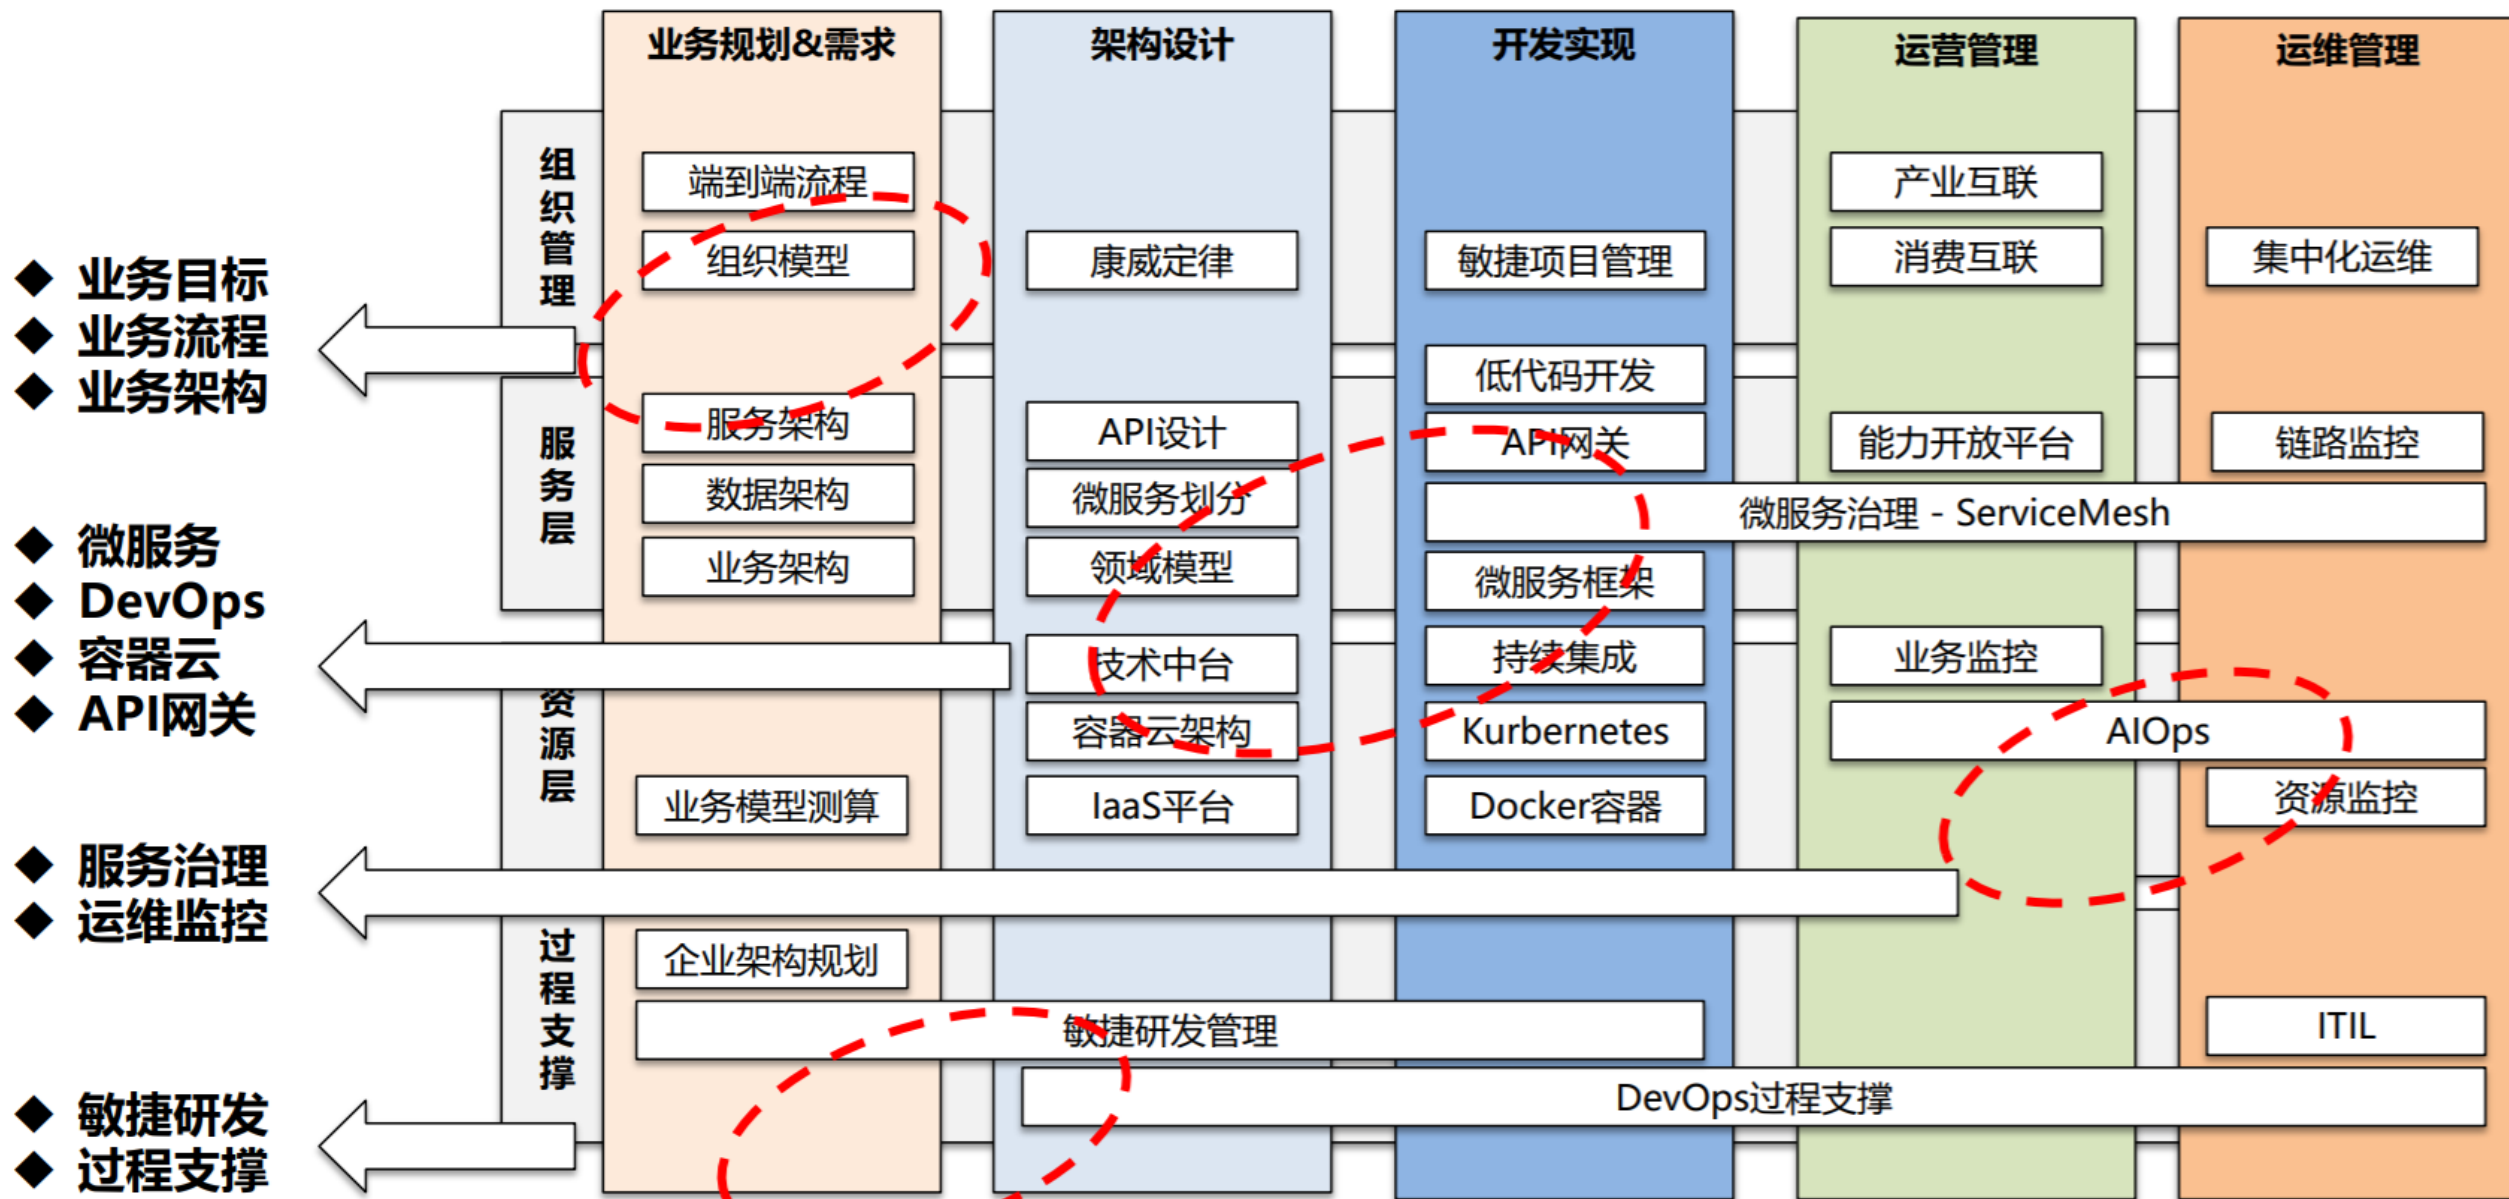 业务规划&需求
架构设计
开发实现
运营管理
运维管理
组织管理
端到端流程
产业互联
组织模型
康威定律
敏捷项目管理
消费互联
集中化运维
业务目标
业务流程
业务架构
低代码开发
服务层
服务架构
API设计
API网关
能力开放平台
链路监控
数据架构
微服务划分
微服务治理 - ServiceMesh
业务架构
领域模型
微服务框架
微服务
DevOps
容器云
API网关
资源层
技术中台
持续集成
业务监控
容器云架构
Kurbernetes
AIOps
业务模型测算
IaaS平台
Docker容器
资源监控
服务治理
运维监控
过程支撑
企业架构规划
敏捷研发管理
ITIL
DevOps过程支撑
敏捷研发
过程支撑